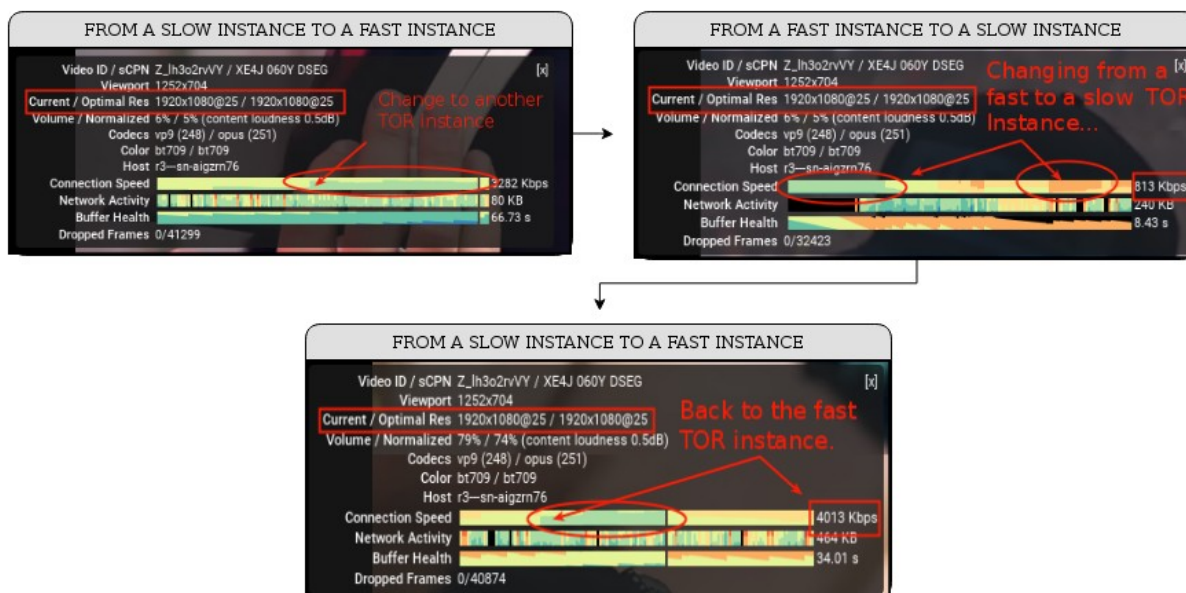 FROM A SLOW INSTANCE TO A FAST INSTANCE
Video ID / sCPN Z_lh3o2rvVY / XE4J 060Y DSEG
[x]
Viewport 1252x704
Current / Optimal Res 1920x1080@25 / 1920x1080@25
Volume / Normalized 6% / 5% (content loudness 0.5dB)
Codecs vp9 (248) / opus (251)
Color bt709 / bt709
Host r3—sn-aigzrn76
Connection Speed 3282 Kbps
Network Activity 80 KB
Buffer Health 66.73 s
Dropped Frames 0/41299
Change to another
TOR instance
FROM A FAST INSTANCE TO A SLOW INSTANCE
Video ID / sCPN Z_lh3o2rvVY / XE4J 060Y DSEG
[x]
Viewport 1252x704
Current / Optimal Res 1920x1080@25 / 1920x1080@25
Volume / Normalized 6% / 5% (content loudness 0.5dB)
Codecs vp9 (248) / opus (251)
Color bt709 / bt709
Host r3—sn-aigzrn76
Connection Speed 813 Kbps
Network Activity 240 KB
Buffer Health 8.43 s
Dropped Frames 0/32423
Changing from a
fast to a slow TOR
Instance...
FROM A SLOW INSTANCE TO A FAST INSTANCE
Video ID / sCPN Z_lh3o2rvVY / XE4J 060Y DSEG
[x]
Viewport 1252x704
Current / Optimal Res 1920x1080@25 / 1920x1080@25
Volume / Normalized 79% / 74% (content loudness 0.5dB)
Codecs vp9 (248) / opus (251)
Color bt709 / bt709
Host r3—sn-aigzrn76
Connection Speed 4013 Kbps
Network Activity 464 KB
Buffer Health 34.01 s
Dropped Frames 0/40874
Back to the fast
TOR instance.